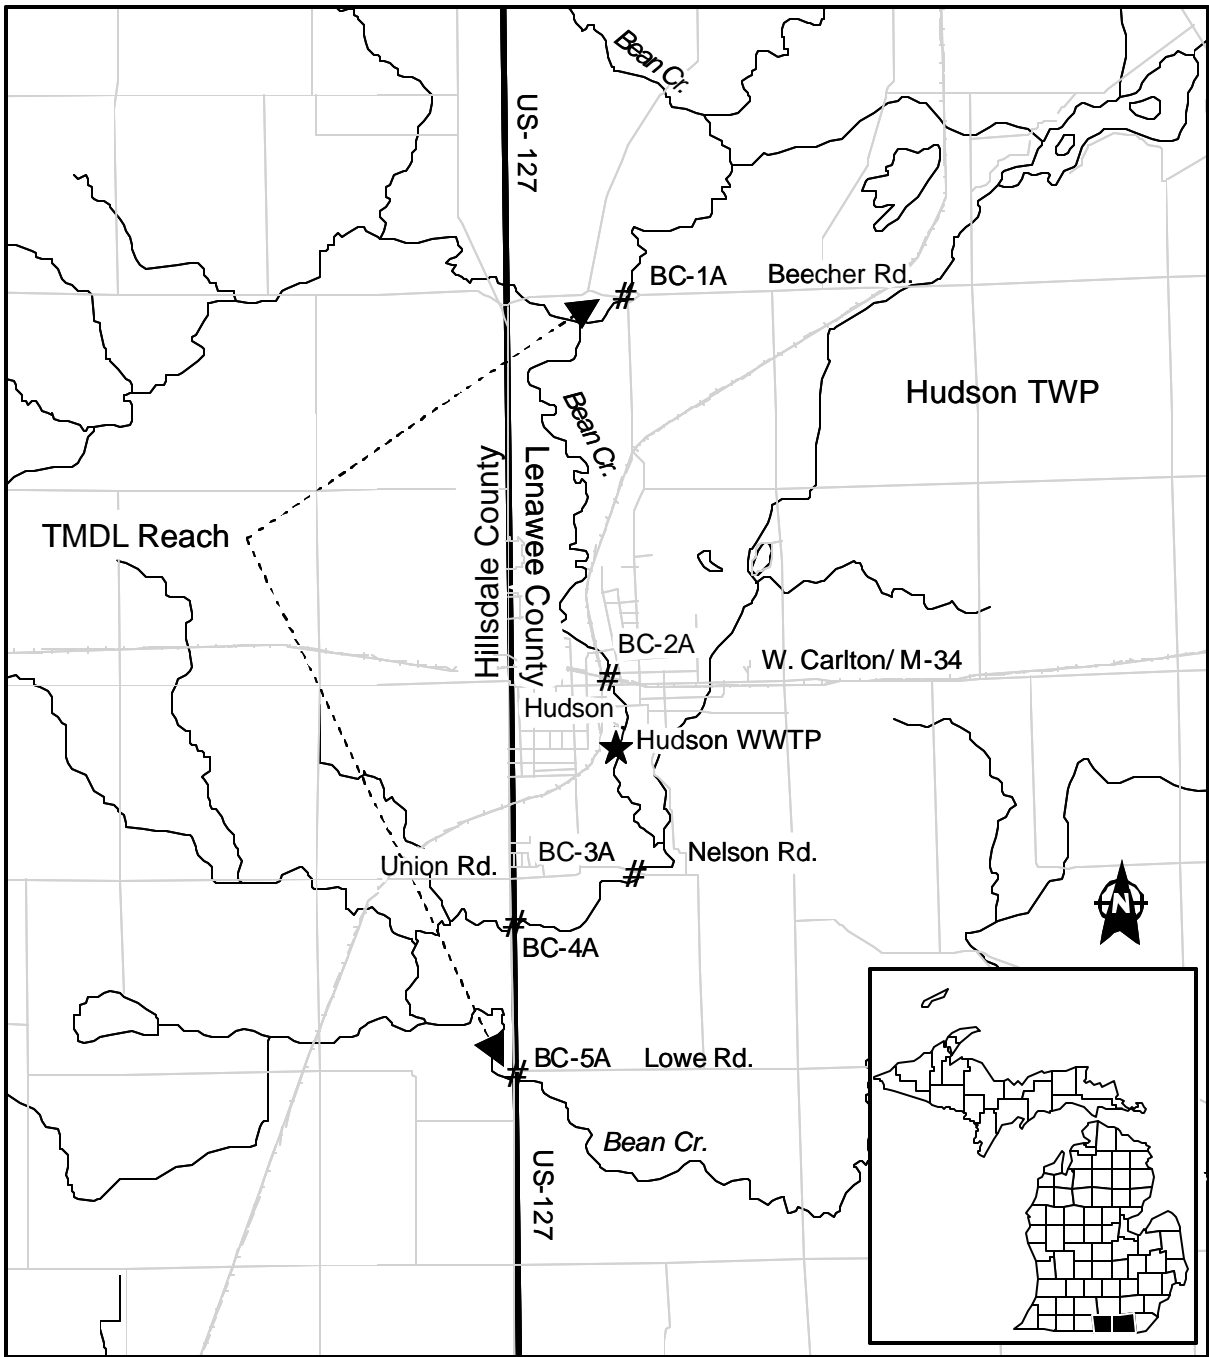 Bean Cr.
US- 127
BC-1A
Beecher Rd.
Hudson TWP
Bean Cr.
Hillsdale County
Lenawee County
TMDL Reach
BC-2A
W. Carlton/ M-34
Hudson
Hudson WWTP
BC-3A
Nelson Rd.
Union Rd.
N
BC-4A
BC-5A
Lowe Rd.
Bean Cr.
US-127